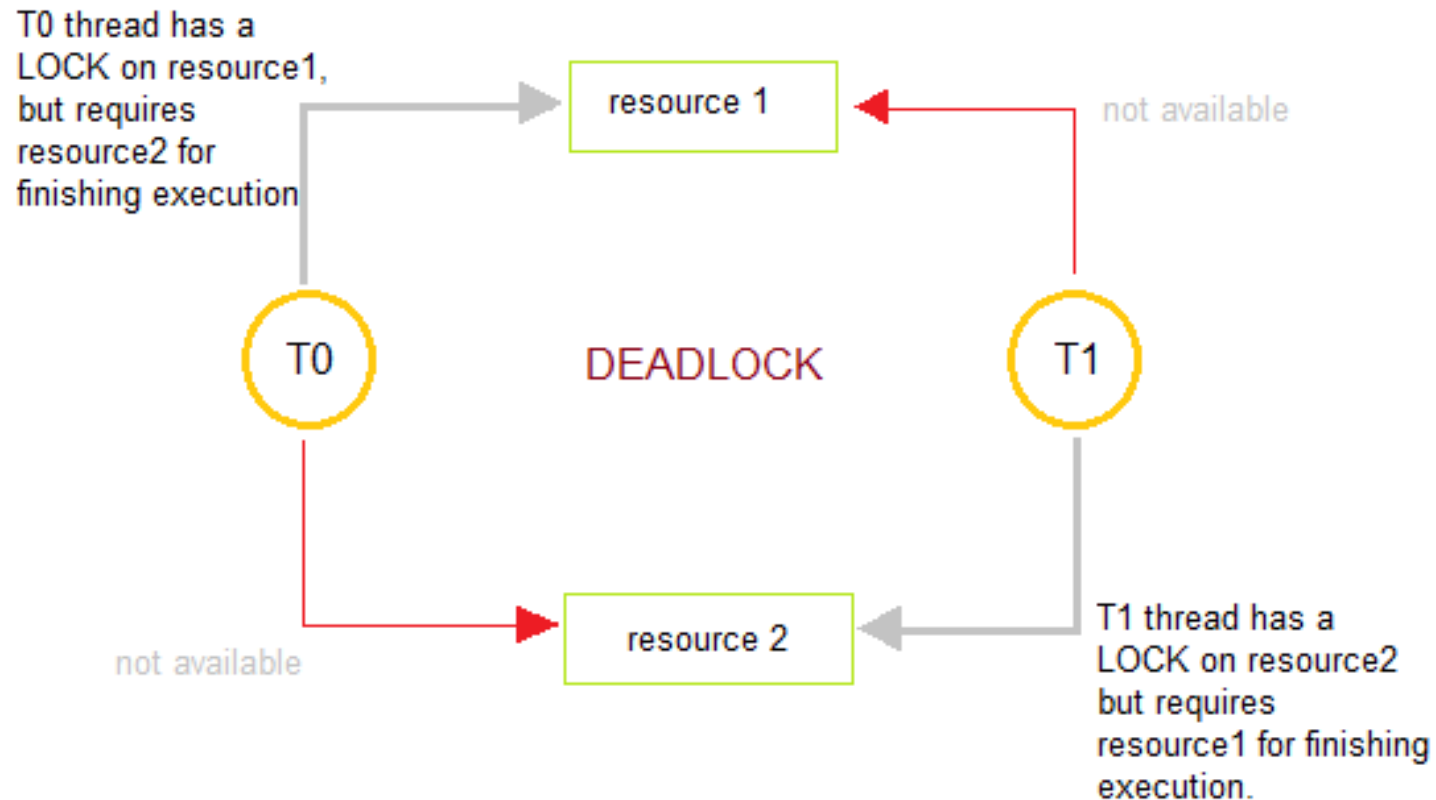 T0 thread has a
LOCK on resource1,
but requires
resource2 for
finishing execution
resource 1
not available
T0
DEADLOCK
T1
not available
resource 2
T1 thread has a
LOCK on resource2
but requires
resource1 for finishing
execution.